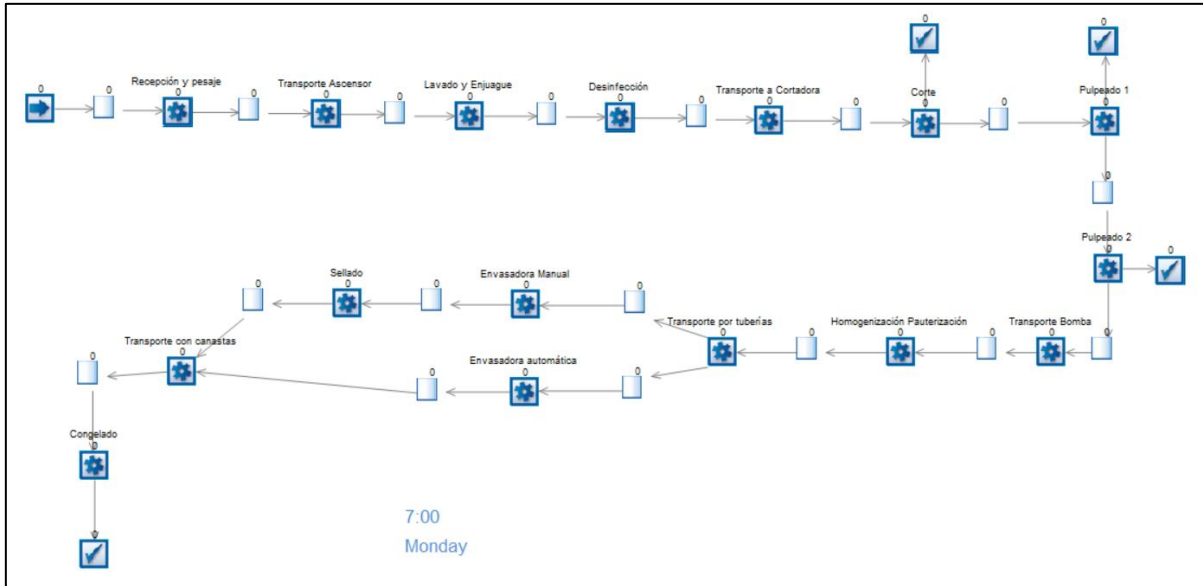 0
0
0
0
Recepción y pesaje
0
0
Transporte Ascensor
0
0
Lavado y Enjuague
0
0
Desinfección
0
0
Transporte a Cortadora
0
0
Corte
0
0
Pulpeado 1
0
0
Pulpeado 2
0
0
0
Transporte Bomba
0
0
Homogenización Pauterización
0
0
Transporte por tuberías
0
0
Envasadora Manual
0
0
Sellado
0
0
0
Envasadora automática
0
0
Transporte con canastas
0
0
Congelado
0
0
7:00
Monday